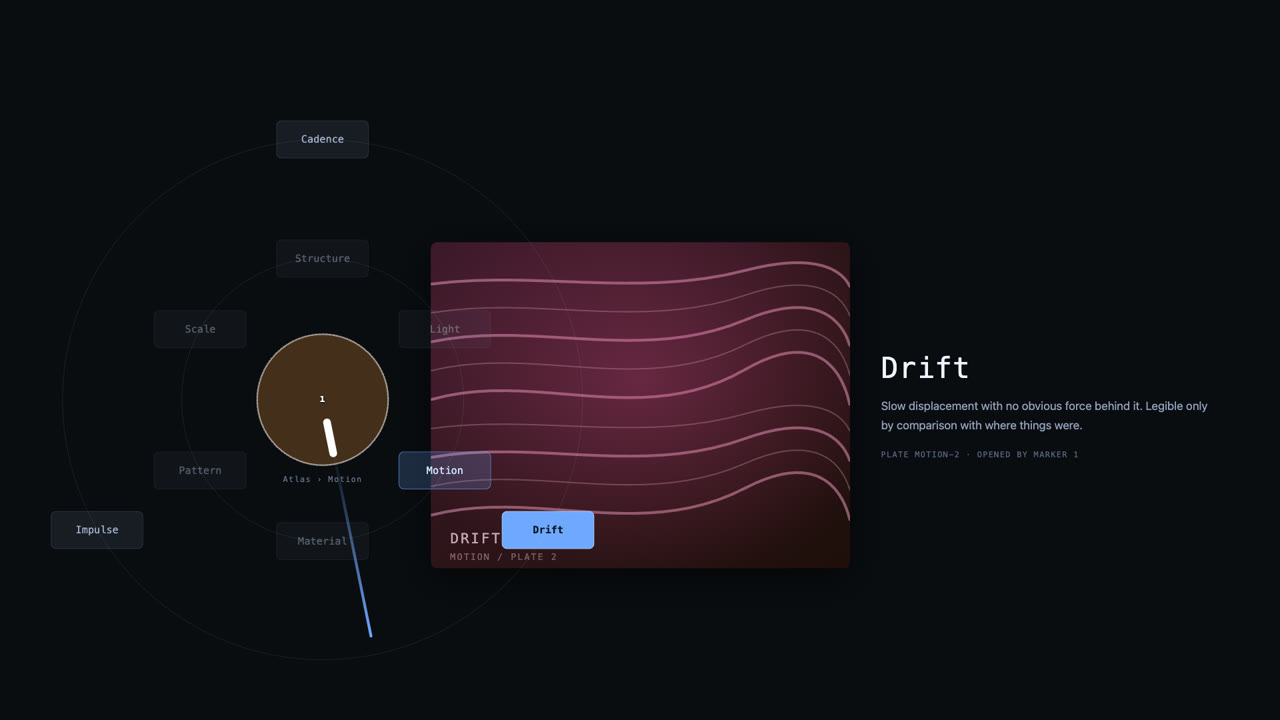 Cadence
Structure
Scale
Light
1
Pattern
Motion
Atlas › Motion
Impulse
Material
Drift
DRIFT
MOTION / PLATE 2
Drift
Slow displacement with no obvious force behind it. Legible only
by comparison with where things were.
PLATE MOTION—2 · OPENED BY MARKER 1